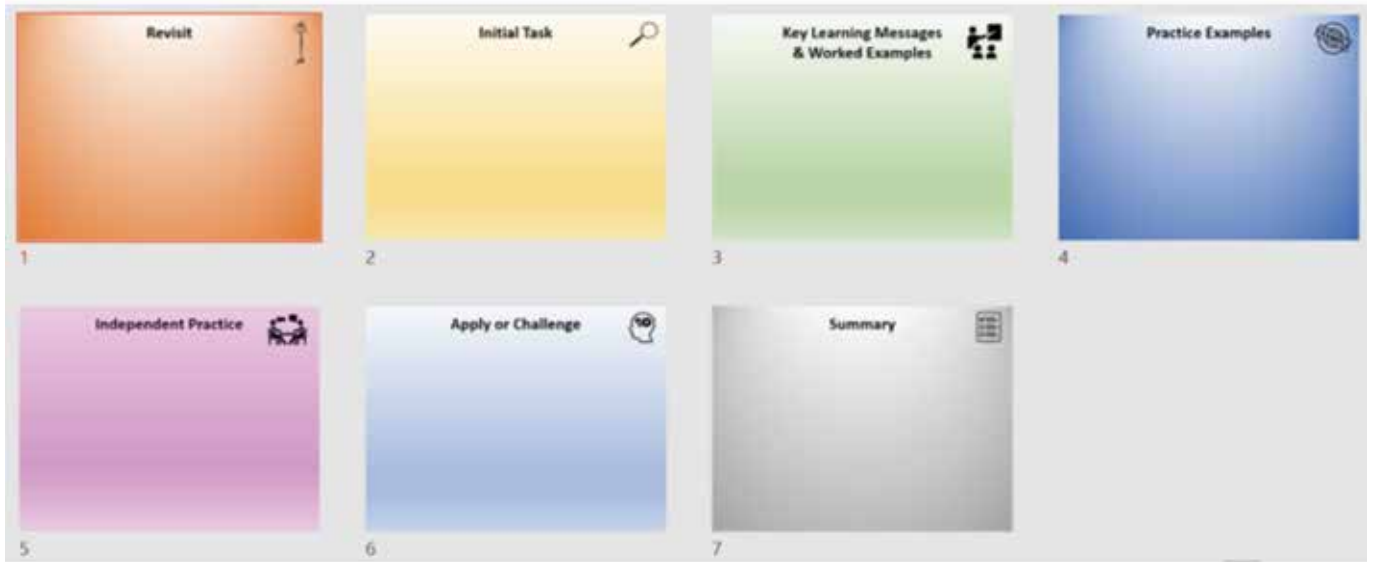 Revisit
1
Initial Task
2
Key Learning Messages
& Worked Examples
3
Practice Examples
4
Independent Practice
5
Apply or Challenge
6
Summary
7